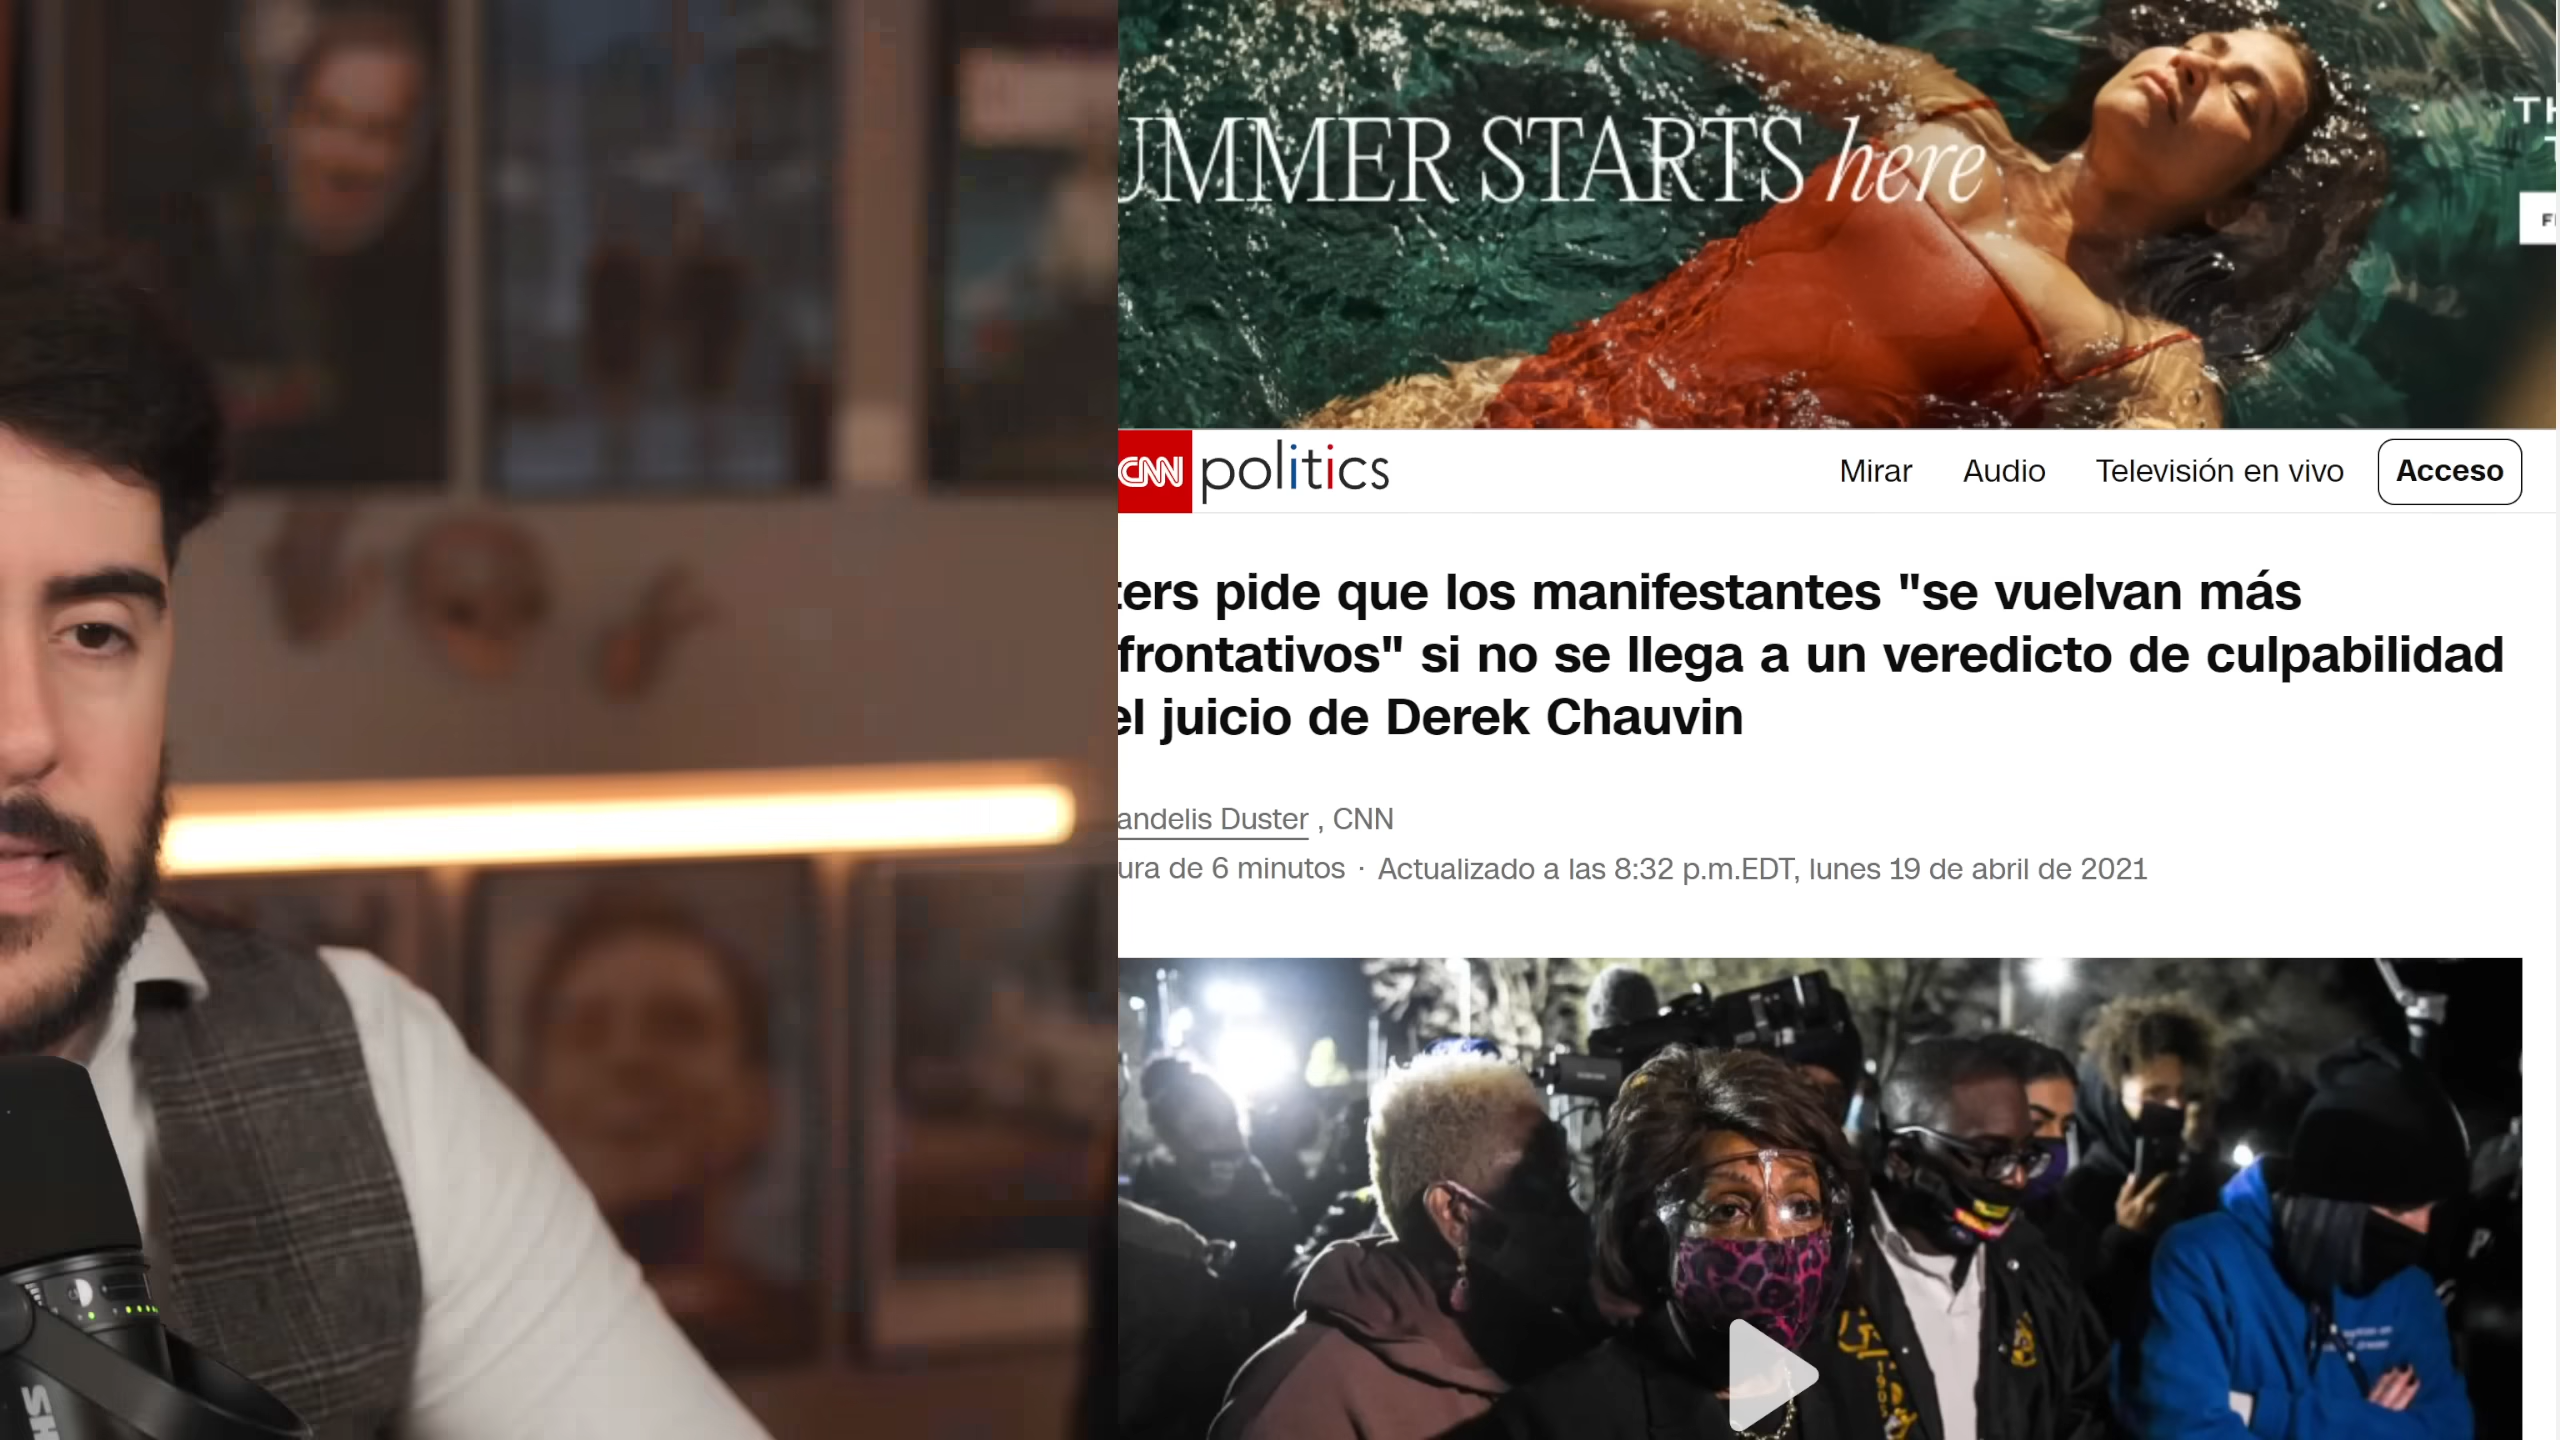 UMMER STARTS here
TH
T
CNN politics
Mirar
Audio
Televisión en vivo
Acceso
ters pide que los manifestantes "se vuelvan más
frontativos" si no se llega a un veredicto de culpabilidad
el juicio de Derek Chauvin
andelis Duster , CNN
ura de 6 minutos · Actualizado a las 8:32 p.m.EDT, lunes 19 de abril de 2021
SH